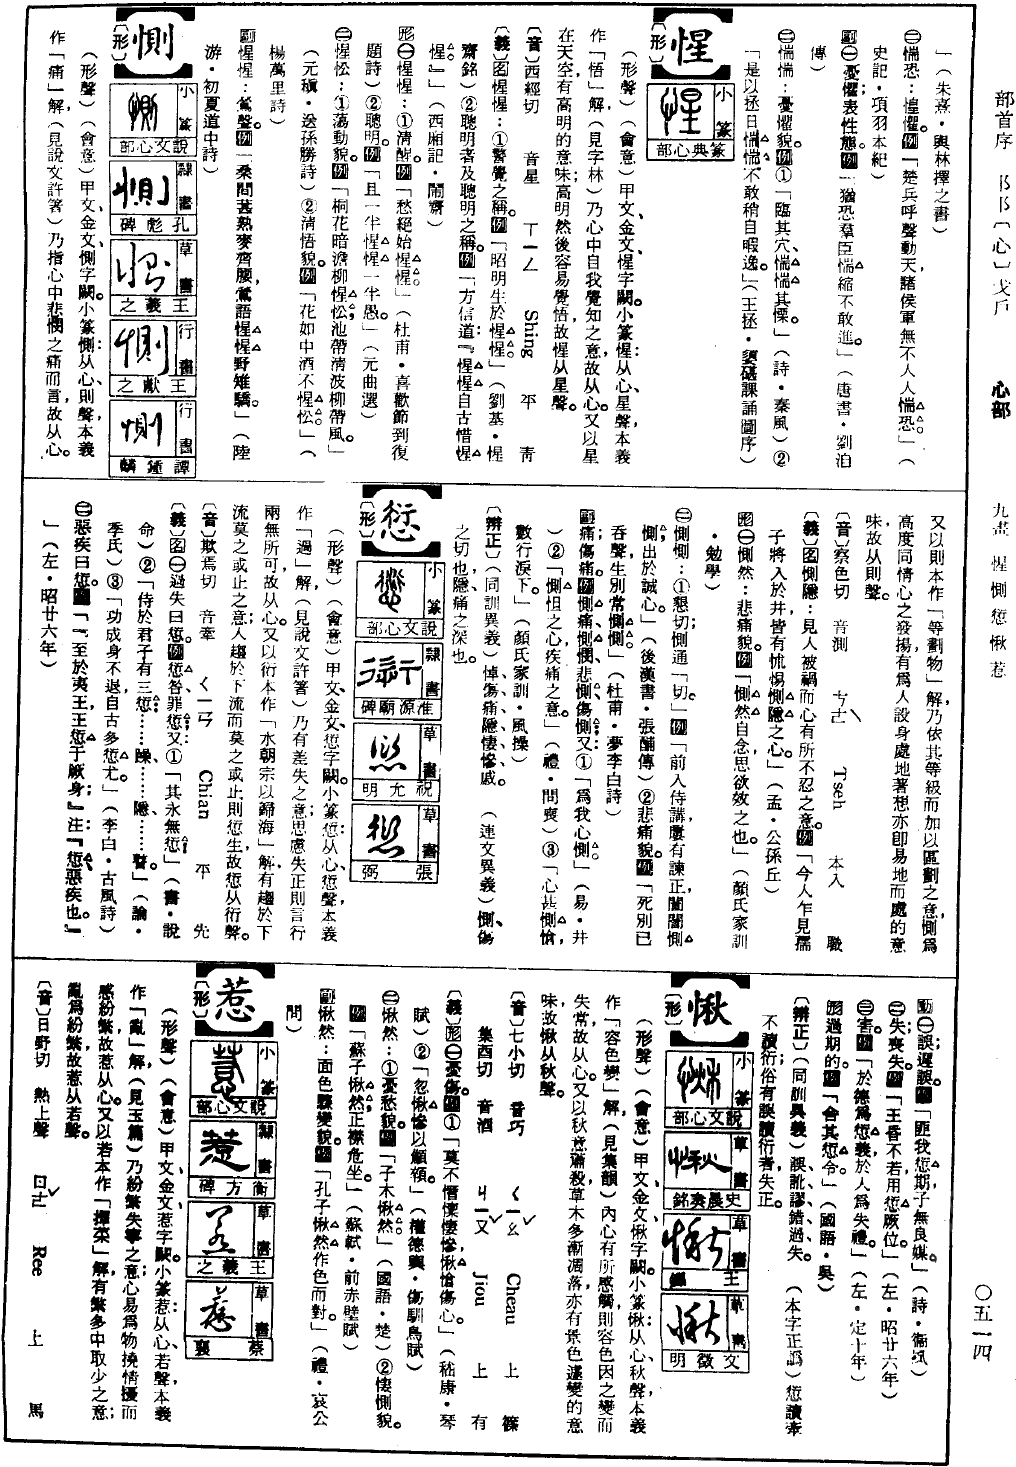 部首序 阝阝忄〔心〕戈戶
心部
九畫 惺惻愆愀惹
〇五一四
」（朱熹・與林擇之書）
㊂惴恐：惶懼。例「楚兵呼聲動天，諸侯軍無不人人惴恐。」（
史記・項羽本紀）
副㊀憂懼表性態。例「猶恐羣臣惴縮不敢進。」（唐書・劉洎
傳）
㊁惴惴：憂懼貌。例①「臨其穴，惴惴其慄。」（詩・秦風）②
「是以拯日惴惴，不敢稍自暇逸。」（王拯・媭碪課誦圖序）
惺
〔形〕
小篆
篆典心部
（形聲）（會意）甲文、金文、惺字闕。小篆惺：从心、星聲，本義
作「悟」解（見字林），乃心中自我覺知之意，故从心。又以星
在天空有高明的意味，高明然後容易覺悟，故惺从星聲。
〔音〕西經切 音星 ㄒㄧㄥ Shing 平 青
〔義〕名惺惺：①警覺之稱。例「昭明生於惺惺。」（劉基・惺
齋銘）②聰明者及聰明之稱。例「方信道：『惺惺自古惜惺
惺』」（西廂記・鬧齋）
形㊀惺惺：①清醒。例「愁絕始惺惺」（杜甫・喜歡節到復
題詩）②聰明。例「且一半惺惺一半愚。」（元曲選）
㊁惺忪：①蕩動貌。例「桐花暗澹柳惺忪，池帶清波柳帶風。」
（元稹・送孫勝詩）②清悟貌。例「花如中酒不惺忪。」（
楊萬里詩）
副惺惺：鶯聲。例「桑間葚熟麥齊腰，鶯語惺惺野雉驕。」（陸
游・初夏道中詩）
惻
〔形〕
小篆
說文心部
隸書
孔彪碑
草書
王羲之
行書
王獻之
行書
譚鍾麟
（形聲）（會意）甲文、金文、惻字闕。小篆惻：从心、則聲，本義
作「痛」解（見說文許箸），乃指心中悲憫之痛而言，故从心。
又以則本作「等劃物」解，乃依其等級而加以區劃之意，惻爲
高度同情心之發揚，有爲人設身處地著想亦卽易地而處的意
味，故从則聲。
〔音〕察色切 音測 ㄘㄜˋ Tseh 本入 職
〔義〕名惻隱：見人被禍而心有所不忍之意。例「今人乍見孺
子將入於井，皆有怵惕惻隱之心。」（孟・公孫丑）
形㊀惻然：悲痛貌。例「惻然自念，思欲效之也。」（顏氏家訓
・勉學）
㊁惻惻：①懇切，惻通「切」。例「前入侍講，屢有諫正，誾誾惻
惻，出於誠心。」（後漢書・張酺傳）②悲痛貌。例「死別已
吞聲，生別常惻惻。」（杜甫・夢李白詩）
副痛傷痛。例惻痛、惻憫、悲惻、傷惻，又①「爲我心惻」（易・井
）②「惻怛之心，疾痛之意。」（禮・問喪）③「心甚惻愴，
數行淚下。」（顏氏家訓・風操）
〔辨正〕（同訓異義）悼、傷、痛、隱、悽、慘、慼。 （連文異義）惻，傷
之切也；隱，痛之深也。
愆
〔形〕
小篆
說文心部
隸書
淮源廟碑
草書
祝允明
草書
張弼
（形聲）（會意）甲文、金文、愆字闕。小篆愆：从心、愆聲，本義
作「過」解（見說文許箸），乃有差失之意，思慮失正則言行
兩無所可，故从心。又以衍本作「水朝宗以歸海」解，有趨於下
流莫之或止之意；人趨於下流而莫之或止則愆生，故愆从衍聲。
〔音〕欺焉切 音牽 ㄑㄧㄢ Chian 平 先
〔義〕名㊀過失曰愆。例愆咎、罪愆，又①「其永無愆」（書・說
命）②「侍於君子有三愆：……躁，……隱，……瞽。」（論・
季氏）③「功成身不退，自古多愆尤。」（李白・古風詩）
㊁惡疾曰愆。例「『至於夷王，王愆于厥身』；注：『愆，惡疾也。』
」（左・昭廿六年）
動㊀誤；遲誤。例「匪我愆期，子無良媒」（詩・衞風）
㊁失；喪失。例「王昏不若，用愆厥位」（左・昭廿六年）
㊂害。例「於德爲愆義，於人爲失禮。」（左・定十年）
形過期的。例「舍其愆令。」（國語・吳）
〔辨正〕（同訓異義）誤、訛、謬、錯、過、失。 （本字正譌）愆讀牽，
不讀衍，俗有誤讀衍者，失正。
愀
〔形〕
小篆
說文心部
草書
史晨奏銘
草書
王鐸
草書
文徵明
（形聲）（會意）甲文、金文、愀字闕。小篆愀：从心、秋聲，本義
作「容色變」解（見集韻），內心有所感觸則容色因之變而
失常，故从心。又以秋意肅殺，草木多漸凋落，亦有景色遽變的意
味，故愀从秋聲。
〔音〕七小切 音巧 ㄑㄧㄠˇ Cheau 上 篠
集酉切 音酒 ㄐㄧㄡˇ Jiou 上 有
〔義〕形㊀憂傷。例①「莫不憯懍慘悽，愀愴傷心。」（嵇康・琴
賦）②「忽愀慘以顣頞。」（權德輿・傷馴鳥賦）
㊁愀然：①憂愁貌。例「子木愀然」（國語・楚）②悽惻貌。
例「蘇子愀然，正襟危坐。」（蘇軾・前赤壁賦）
副愀然：面色驟變貌。例「孔子愀然作色而對。」（禮・哀公
問）
惹
〔形〕
小篆
說文心部
隸書
衡方碑
草書
王羲之
草書
蔡襄
（形聲）（會意）甲文、金文、惹字闕。小篆惹：从心、若聲，本義
作「亂」解（見玉篇），乃紛繁失寧之意，心易爲物撓情擾而
感紛繁，故惹从心。又以若本作「擇菜」解，有繁多中取少之意；
亂爲紛繁，故惹从若聲。
〔音〕日野切 熱上聲 ㄖㄜˇ Ree 上 馬